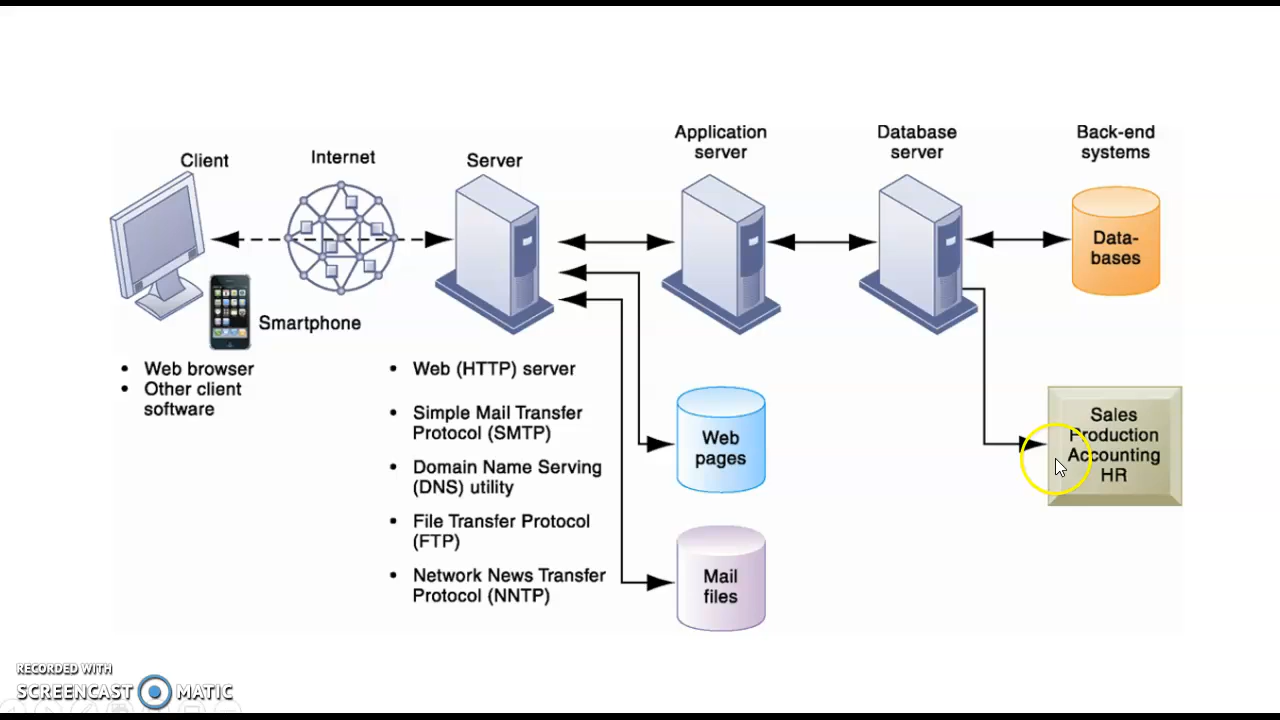 Client
Internet
Server
Application
server
Database
server
Back-end
systems
Data-
bases
Smartphone
• Web browser
• Other client
software
• Web (HTTP) server
• Simple Mail Transfer
Protocol (SMTP)
• Domain Name Serving
(DNS) utility
• File Transfer Protocol
(FTP)
• Network News Transfer
Protocol (NNTP)
Web
pages
Mail
files
Sales
Production
Accounting
HR
RECORDED WITH
SCREENCAST MATIC